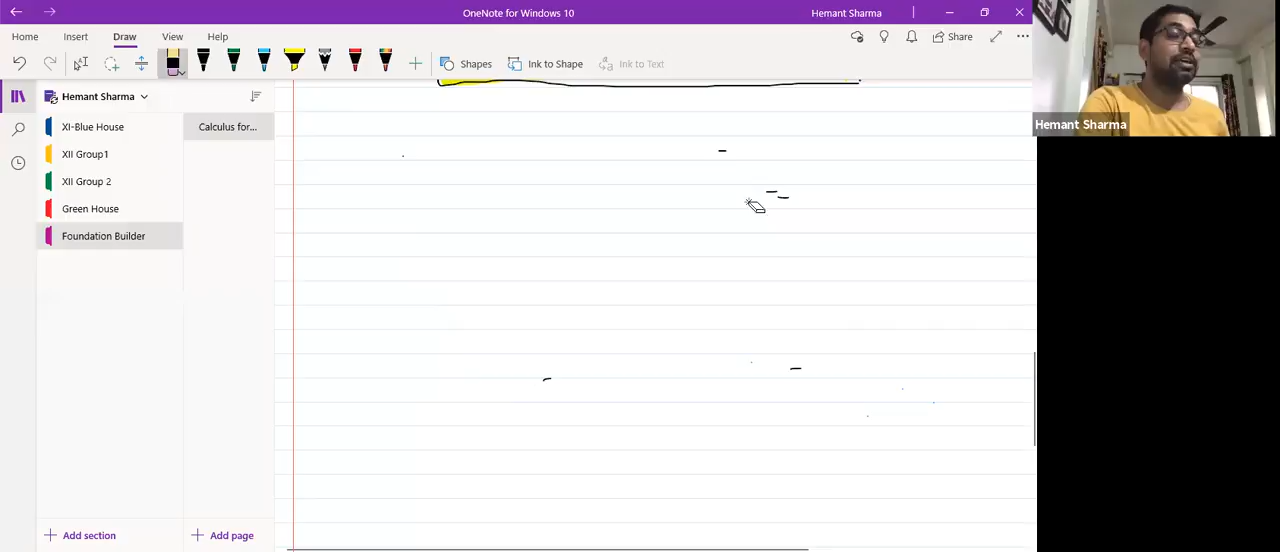 OneNote for Windows 10
Hemant Sharma
Home Insert Draw View Help
Share
Shapes
Ink to Shape
Ink to Text
Hemant Sharma
Hemant Sharma
XI-Blue House
Calculus for...
XII Group1
XII Group 2
Green House
Foundation Builder
Add section
Add page